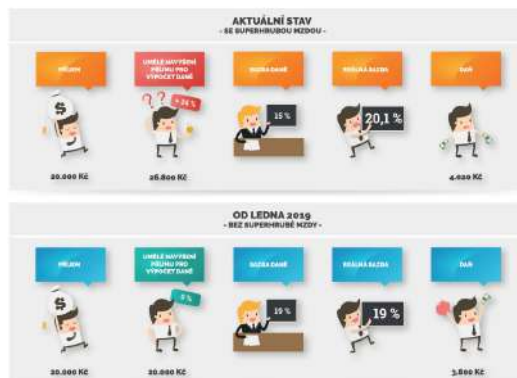 AKTUÁLNÍ STAV
- SE SUPERHRUBOU MZDOU -
PŘÍJEM
UMĚLÉ NAVÝŠENÍ
PŘÍJMU PRO
VÝPOČET DANĚ
SAZBA DANĚ
REÁLNÁ SAZBA
DAŇ
+ 34 %
15 %
20,1 %
20.000 Kč
26.800 Kč
4.020 Kč
OD LEDNA 2019
- BEZ SUPERHRUBÉ MZDY -
PŘÍJEM
UMĚLÉ NAVÝŠENÍ
PŘÍJMU PRO
VÝPOČET DANĚ
SAZBA DANĚ
REÁLNÁ SAZBA
DAŇ
0 %
19 %
19 %
20.000 Kč
20.000 Kč
3.800 Kč